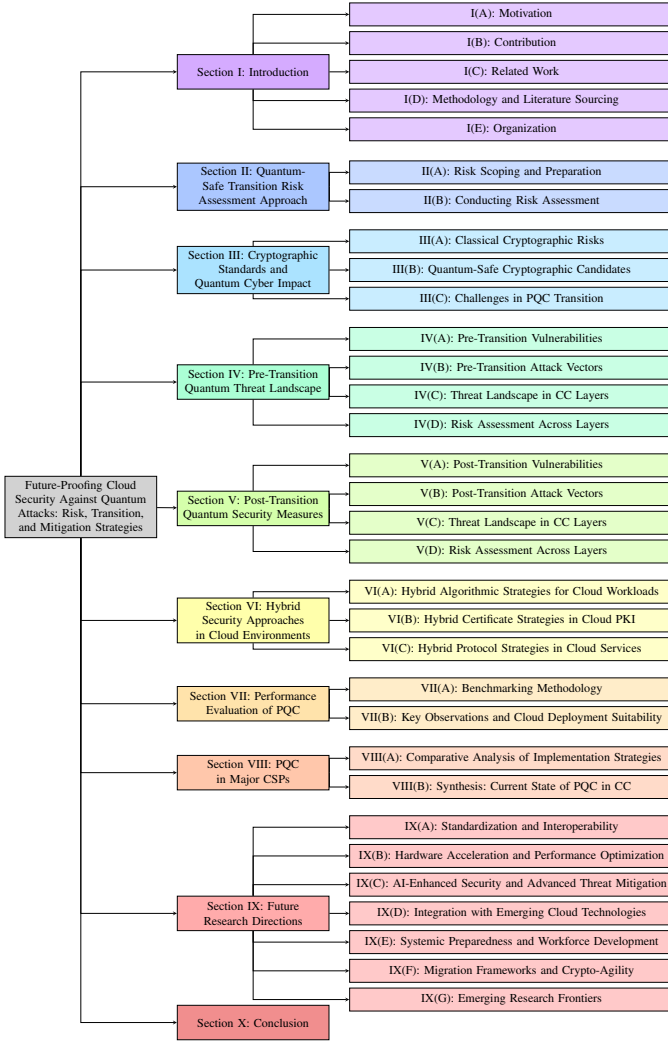 Future-Proofing Cloud
Security Against Quantum
Attacks: Risk, Transition,
and Mitigation Strategies
Section I: Introduction
I(A): Motivation
I(B): Contribution
I(C): Related Work
I(D): Methodology and Literature Sourcing
I(E): Organization
Section II: Quantum-
Safe Transition Risk
Assessment Approach
II(A): Risk Scoping and Preparation
II(B): Conducting Risk Assessment
Section III: Cryptographic
Standards and
Quantum Cyber Impact
III(A): Classical Cryptographic Risks
III(B): Quantum-Safe Cryptographic Candidates
III(C): Challenges in PQC Transition
Section IV: Pre-Transition
Quantum Threat Landscape
IV(A): Pre-Transition Vulnerabilities
IV(B): Pre-Transition Attack Vectors
IV(C): Threat Landscape in CC Layers
IV(D): Risk Assessment Across Layers
Section V: Post-Transition
Quantum Security Measures
V(A): Post-Transition Vulnerabilities
V(B): Post-Transition Attack Vectors
V(C): Threat Landscape in CC Layers
V(D): Risk Assessment Across Layers
Section VI: Hybrid
Security Approaches
in Cloud Environments
VI(A): Hybrid Algorithmic Strategies for Cloud Workloads
VI(B): Hybrid Certificate Strategies in Cloud PKI
VI(C): Hybrid Protocol Strategies in Cloud Services
Section VII: Performance
Evaluation of PQC
VII(A): Benchmarking Methodology
VII(B): Key Observations and Cloud Deployment Suitability
Section VIII: PQC
in Major CSPs
VIII(A): Comparative Analysis of Implementation Strategies
VIII(B): Synthesis: Current State of PQC in CC
Section IX: Future
Research Directions
IX(A): Standardization and Interoperability
IX(B): Hardware Acceleration and Performance Optimization
IX(C): AI-Enhanced Security and Advanced Threat Mitigation
IX(D): Integration with Emerging Cloud Technologies
IX(E): Systemic Preparedness and Workforce Development
IX(F): Migration Frameworks and Crypto-Agility
IX(G): Emerging Research Frontiers
Section X: Conclusion